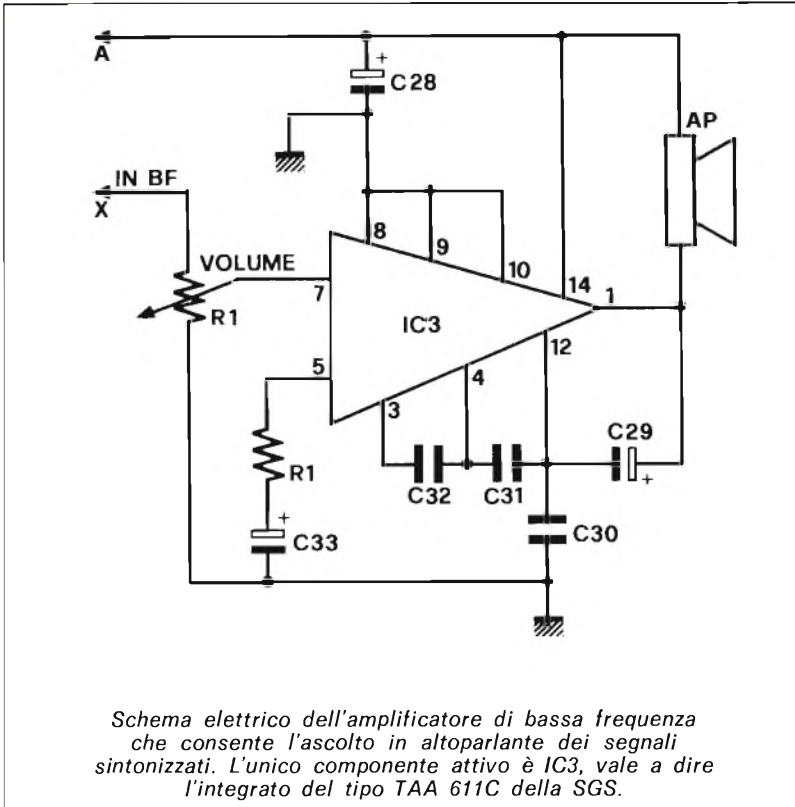 A
+
C28
AP
IN BF
X
8
9
10
VOLUME
14
1
7
R1
IC3
12
5
4
3
C29
R1
C32
C31
+
+
C33
C30
Schema elettrico dell'amplificatore di bassa frequenza
che consente l'ascolto in altoparlante dei segnali
sintonizzati. L'unico componente attivo è IC3, vale a dire
l'integrato del tipo TAA 611C della SGS.